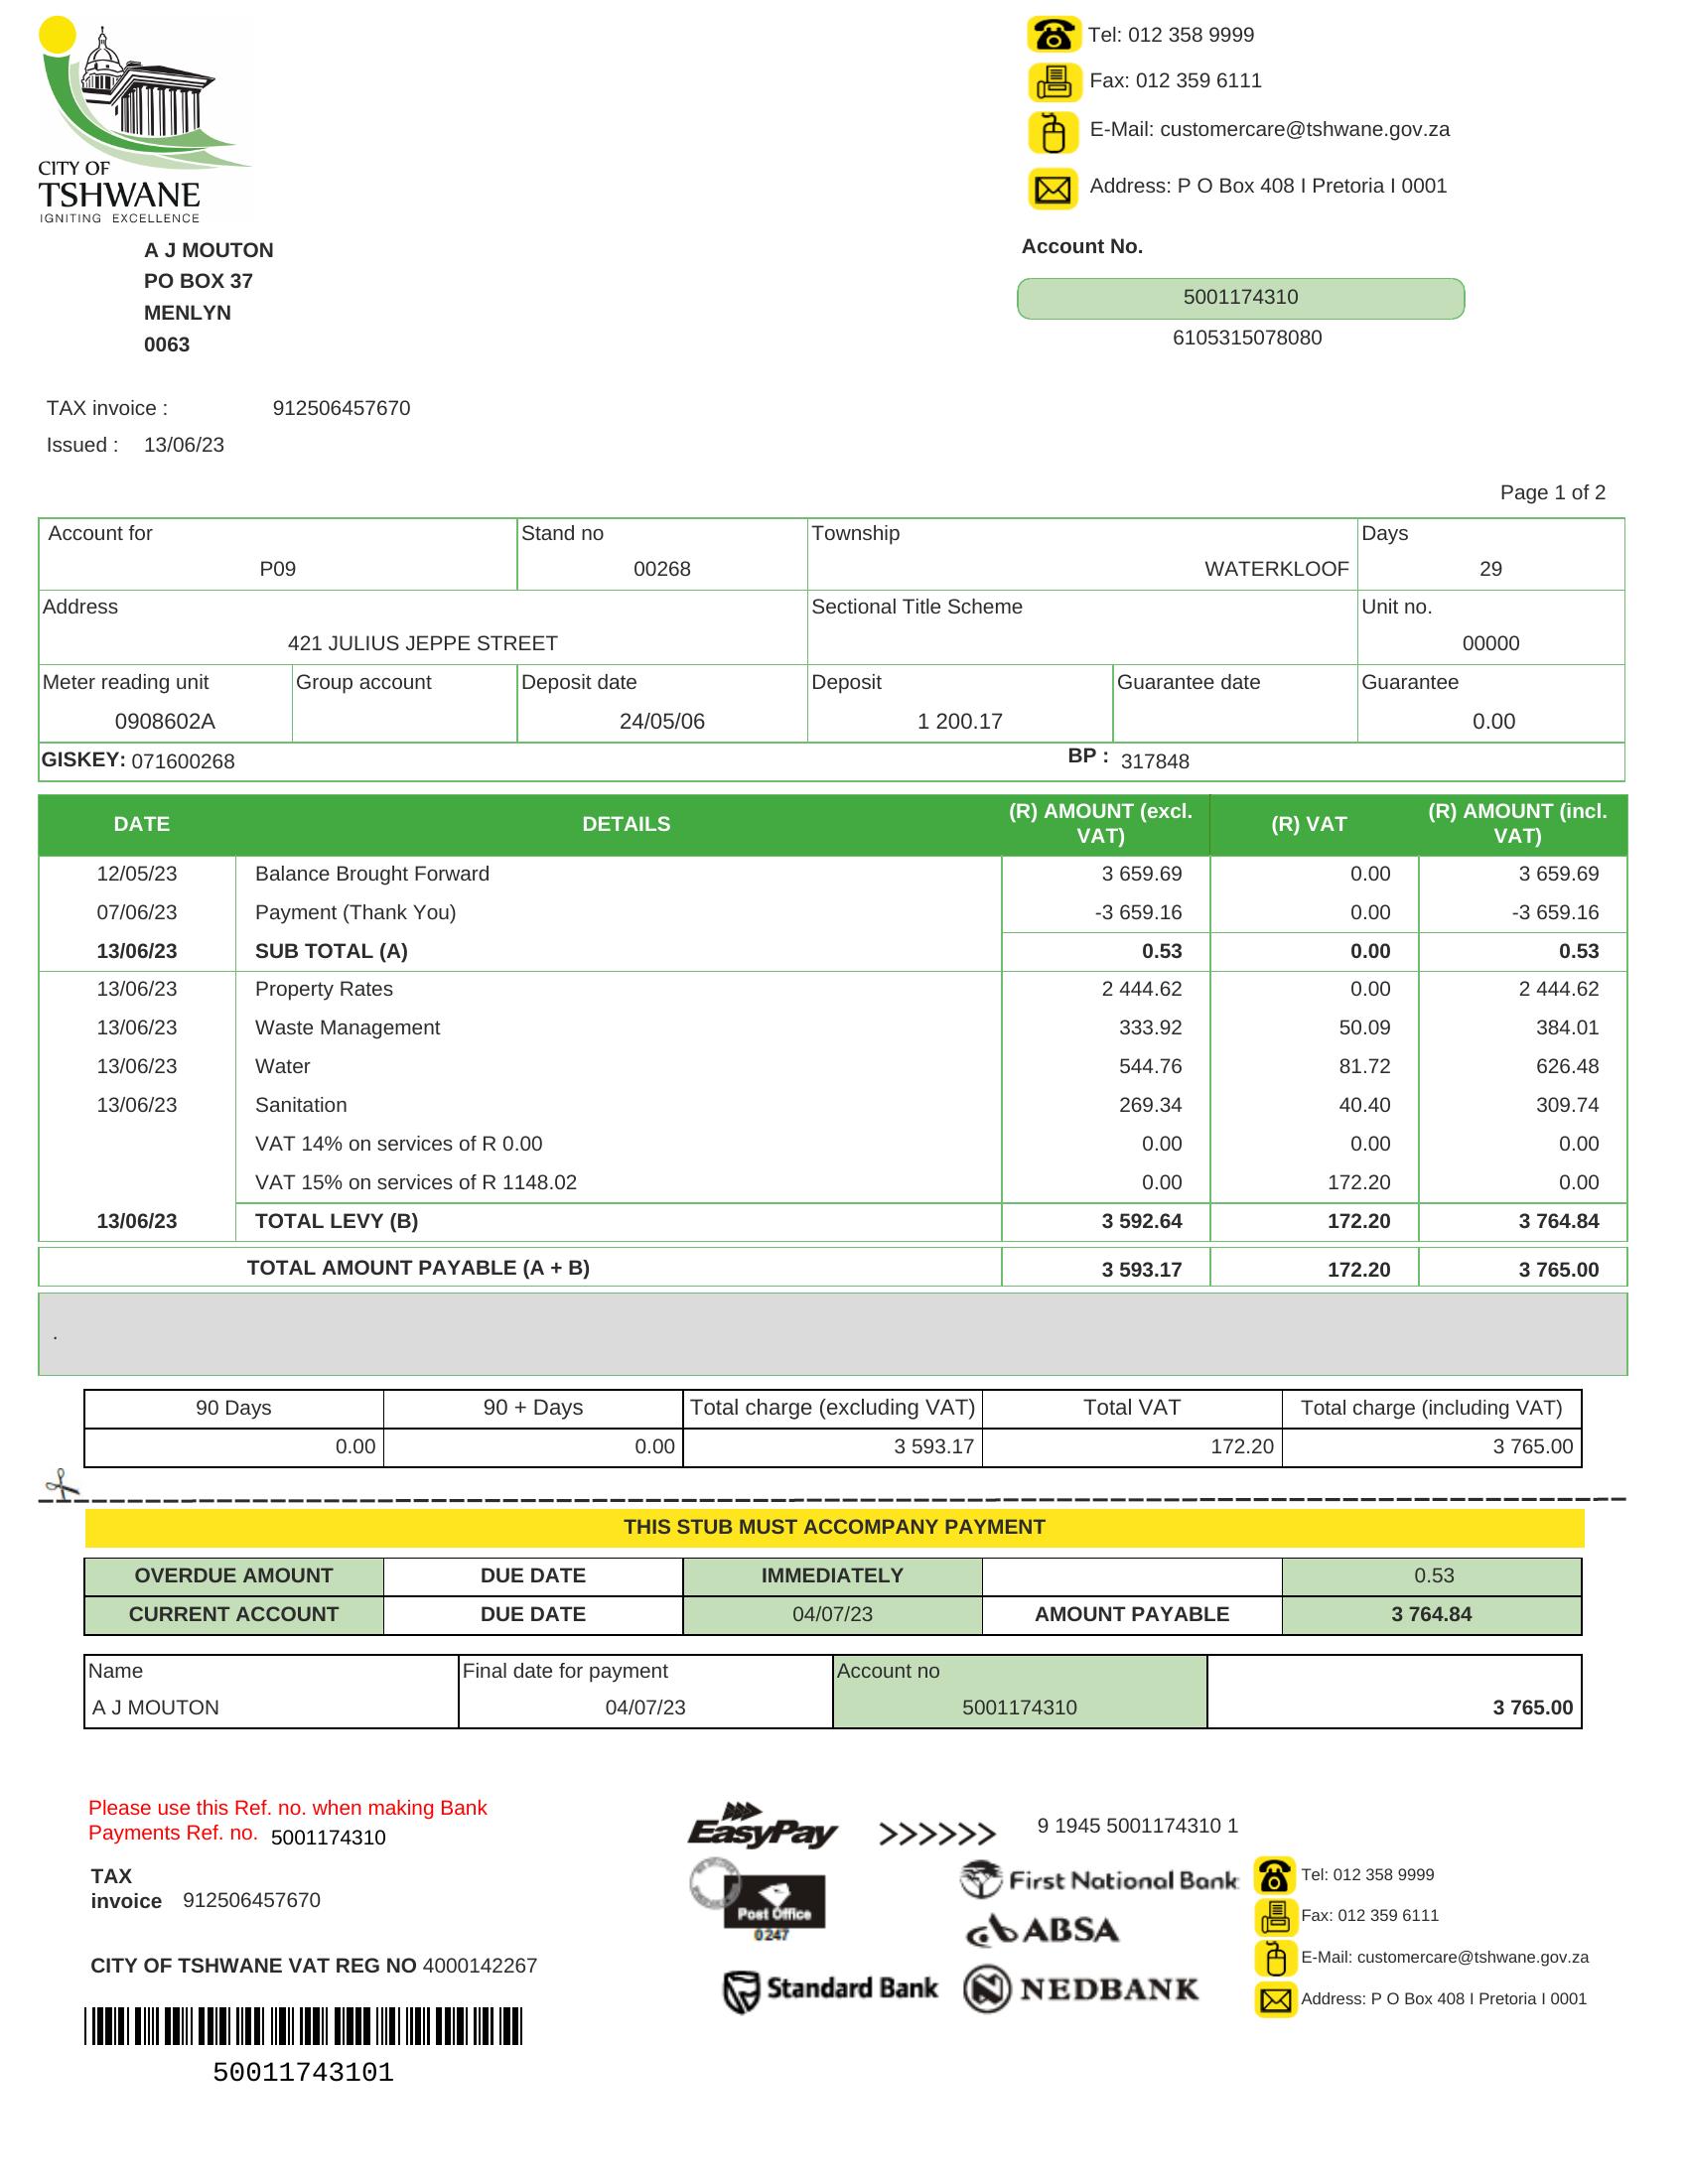 CITY OF
TSHWANE
IGNITING EXCELLENCE
Tel: 012 358 9999
Fax: 012 359 6111
E-Mail: customercare@tshwane.gov.za
Address: P O Box 408 I Pretoria I 0001
A J MOUTON
PO BOX 37
MENLYN
0063
Account No.
5001174310
6105315078080
TAX invoice : 912506457670
Issued : 13/06/23
Page 1 of 2
Account for Stand no Township Days
P09 00268 WATERKLOOF 29
Address Sectional Title Scheme Unit no.
421 JULIUS JEPPE STREET 00000
Meter reading unit Group account Deposit date Deposit Guarantee date Guarantee
0908602A 24/05/06 1 200.17 0.00
GISKEY: 071600268 BP : 317848
DATE DETAILS (R) AMOUNT (excl. VAT) (R) VAT (R) AMOUNT (incl. VAT)
12/05/23 Balance Brought Forward 3 659.69 0.00 3 659.69
07/06/23 Payment (Thank You) -3 659.16 0.00 -3 659.16
13/06/23 SUB TOTAL (A) 0.53 0.00 0.53
13/06/23 Property Rates 2 444.62 0.00 2 444.62
13/06/23 Waste Management 333.92 50.09 384.01
13/06/23 Water 544.76 81.72 626.48
13/06/23 Sanitation 269.34 40.40 309.74
VAT 14% on services of R 0.00 0.00 0.00 0.00
VAT 15% on services of R 1148.02 0.00 172.20 0.00
13/06/23 TOTAL LEVY (B) 3 592.64 172.20 3 764.84
TOTAL AMOUNT PAYABLE (A + B) 3 593.17 172.20 3 765.00
.
90 Days 90 + Days Total charge (excluding VAT) Total VAT Total charge (including VAT)
0.00 0.00 3 593.17 172.20 3 765.00
THIS STUB MUST ACCOMPANY PAYMENT
OVERDUE AMOUNT DUE DATE IMMEDIATELY 0.53
CURRENT ACCOUNT DUE DATE 04/07/23 AMOUNT PAYABLE 3 764.84
Name Final date for payment Account no
A J MOUTON 04/07/23 5001174310 3 765.00
Please use this Ref. no. when making Bank
Payments Ref. no. 5001174310
TAX
invoice 912506457670
CITY OF TSHWANE VAT REG NO 4000142267
50011743101
EasyPay >>>>>> 9 1945 5001174310 1
Post Office
0247
First National Bank
ABSA
Standard Bank
NEDBANK
Tel: 012 358 9999
Fax: 012 359 6111
E-Mail: customercare@tshwane.gov.za
Address: P O Box 408 I Pretoria I 0001